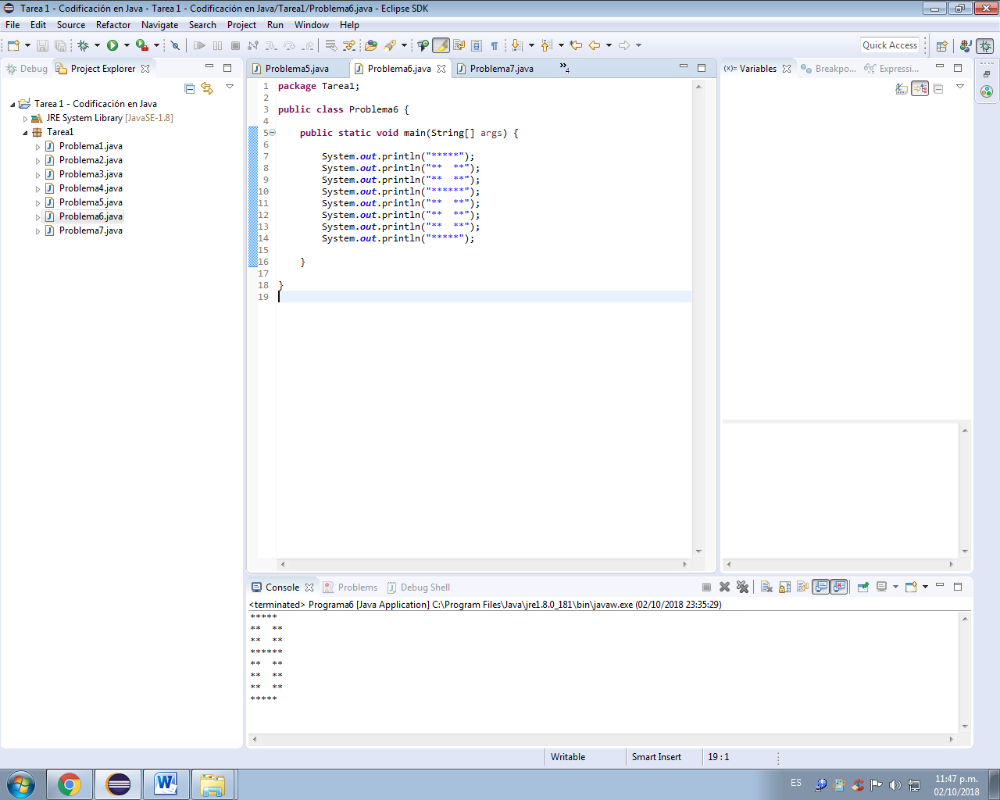 Tarea 1 - Codificación en Java - Tarea 1 - Codificación en Java/Tarea1/Problema6.java - Eclipse SDK
File Edit Source Refactor Navigate Search Project Run Window Help
Quick Access
Debug Project Explorer
Tarea 1 - Codificación en Java
JRE System Library [JavaSE-1.8]
Tarea1
Problema1.java
Problema2.java
Problema3.java
Problema4.java
Problema5.java
Problema6.java
Problema7.java
Problema5.java Problema6.java Problema7.java »4
1 package Tarea1;
2
3 public class Problema6 {
4
5 public static void main(String[] args) {
6
7 System.out.println("*****");
8 System.out.println("**  **");
9 System.out.println("**  **");
10 System.out.println("******");
11 System.out.println("**  **");
12 System.out.println("**  **");
13 System.out.println("**  **");
14 System.out.println("*****");
15
16 }
17
18 }
19
(x)= Variables Breakpo... Expressi...
Console Problems Debug Shell
<terminated> Programa6 [Java Application] C:\Program Files\Java\jre1.8.0_181\bin\javaw.exe (02/10/2018 23:35:29)
*****
**  **
**  **
******
**  **
**  **
**  **
*****
Writable Smart Insert 19 : 1
ES 11:47 p.m.
02/10/2018